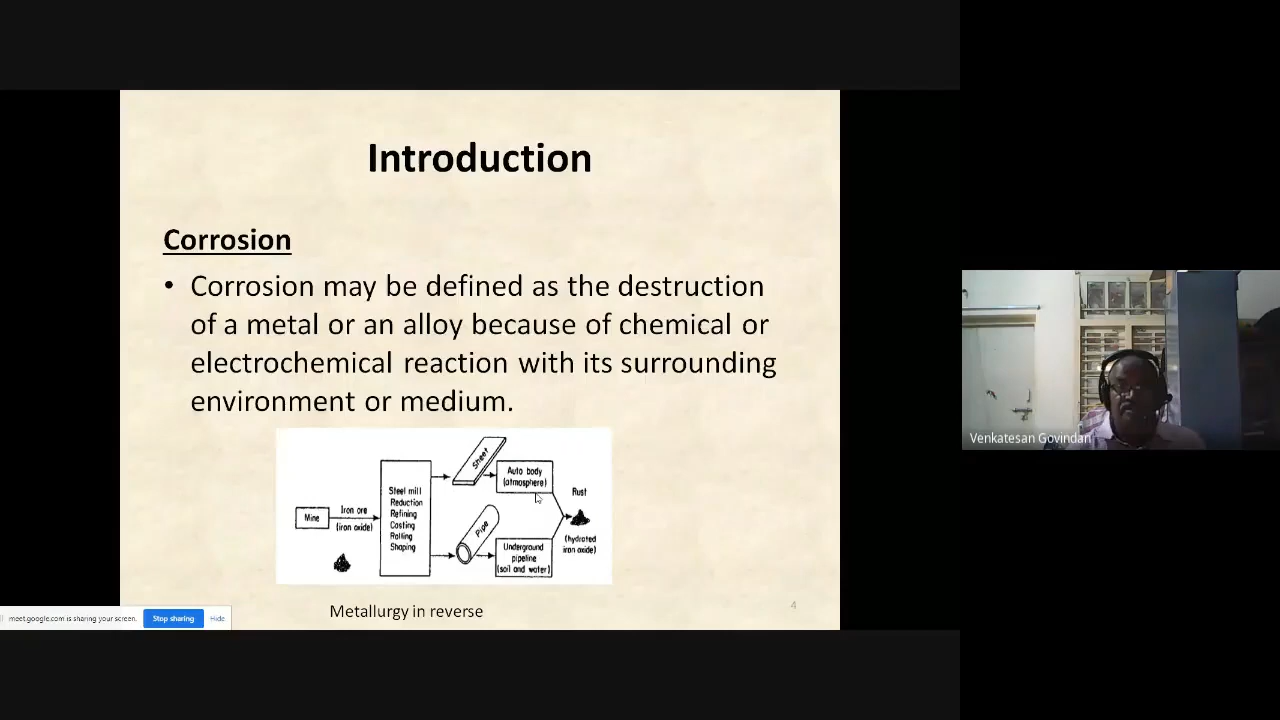 Introduction
Corrosion
• Corrosion may be defined as the destruction
of a metal or an alloy because of chemical or
electrochemical reaction with its surrounding
environment or medium.
Mine
Iron ore
(iron oxide)
Steel mill
Reduction
Refining
Casting
Rolling
Shaping
Sheet
Auto body
(atmosphere)
Pipe
Underground
pipeline
(soil and water)
Rust
(hydrated
iron oxide)
Metallurgy in reverse
4
meet.google.com is sharing your screen.
Stop sharing
Hide
Venkatesan Govindan